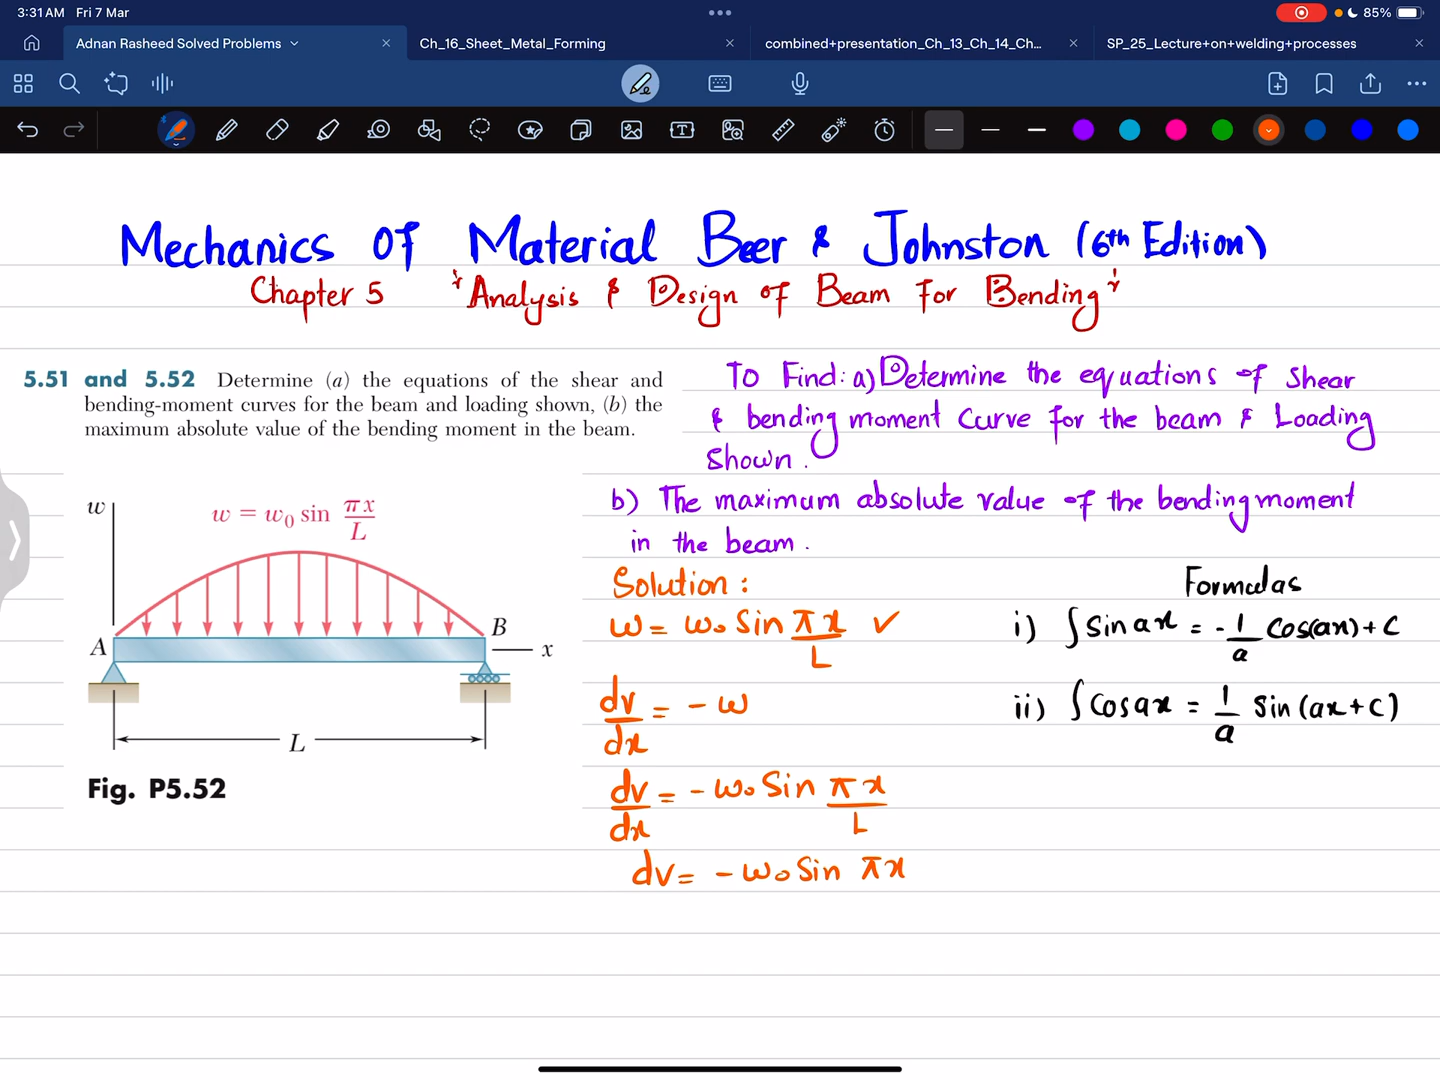 3:31 AM Fri 7 Mar
85%
Adnan Rasheed Solved Problems
Ch_16_Sheet_Metal_Forming
combined+presentation_Ch_13_Ch_14_Ch...
SP_25_Lecture+on+welding+processes
Mechanics of Material Beer & Johnston (6th Edition)
Chapter 5 "Analysis & Design of Beam For Bending"
5.51 and 5.52 Determine (a) the equations of the shear and
bending-moment curves for the beam and loading shown, (b) the
maximum absolute value of the bending moment in the beam.
To Find: a) Determine the equations of Shear
& bending moment Curve for the beam & Loading
Shown.
b) The maximum absolute value of the bending moment
in the beam.
w
w = w₀ sin πx/L
A
B
x
L
Fig. P5.52
Solution:
w = w₀ Sin πx/L ✓
dv/dx = - w
dv/dx = - w₀ Sin πx/L
dv = - w₀ Sin πx
Formulas
i) ∫ Sin ax = - 1/a Cos(ax) + C
ii) ∫ Cos ax = 1/a Sin (ax + C)